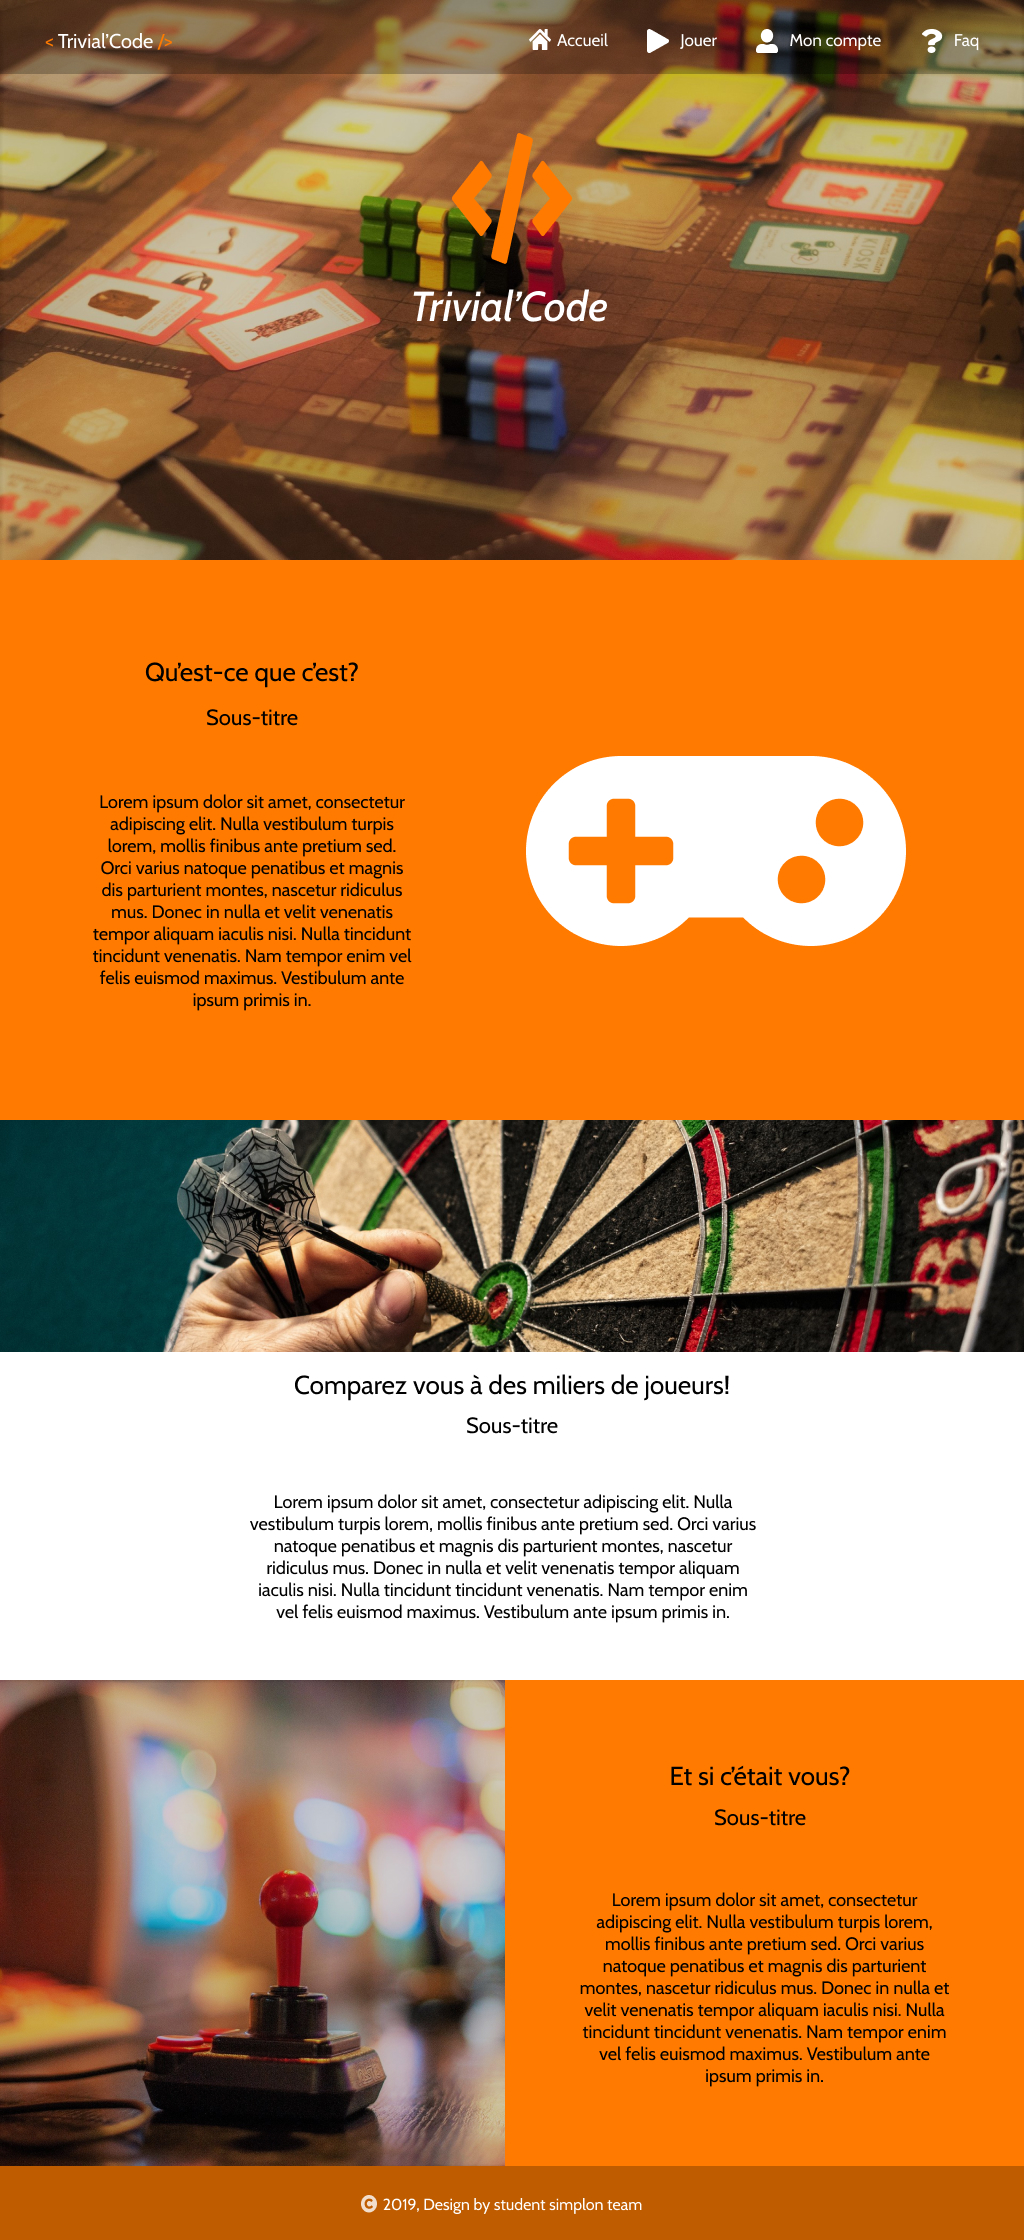 < Trivial'Code />
Accueil
Jouer
Mon compte
Faq
KIOSK
</>
Trivial'Code
Qu'est-ce que c'est?
Sous-titre
Lorem ipsum dolor sit amet, consectetur
adipiscing elit. Nulla vestibulum turpis
lorem, mollis finibus ante pretium sed.
Orci varius natoque penatibus et magnis
dis parturient montes, nascetur ridiculus
mus. Donec in nulla et velit venenatis
tempor aliquam iaculis nisi. Nulla tincidunt
tincidunt venenatis. Nam tempor enim vel
felis euismod maximus. Vestibulum ante
ipsum primis in.
Comparez vous à des miliers de joueurs!
Sous-titre
Lorem ipsum dolor sit amet, consectetur adipiscing elit. Nulla
vestibulum turpis lorem, mollis finibus ante pretium sed. Orci varius
natoque penatibus et magnis dis parturient montes, nascetur
ridiculus mus. Donec in nulla et velit venenatis tempor aliquam
iaculis nisi. Nulla tincidunt tincidunt venenatis. Nam tempor enim
vel felis euismod maximus. Vestibulum ante ipsum primis in.
Et si c'était vous?
Sous-titre
Lorem ipsum dolor sit amet, consectetur
adipiscing elit. Nulla vestibulum turpis lorem,
mollis finibus ante pretium sed. Orci varius
natoque penatibus et magnis dis parturient
montes, nascetur ridiculus mus. Donec in nulla et
velit venenatis tempor aliquam iaculis nisi. Nulla
tincidunt tincidunt venenatis. Nam tempor enim
vel felis euismod maximus. Vestibulum ante
ipsum primis in.
© 2019, Design by student simplon team